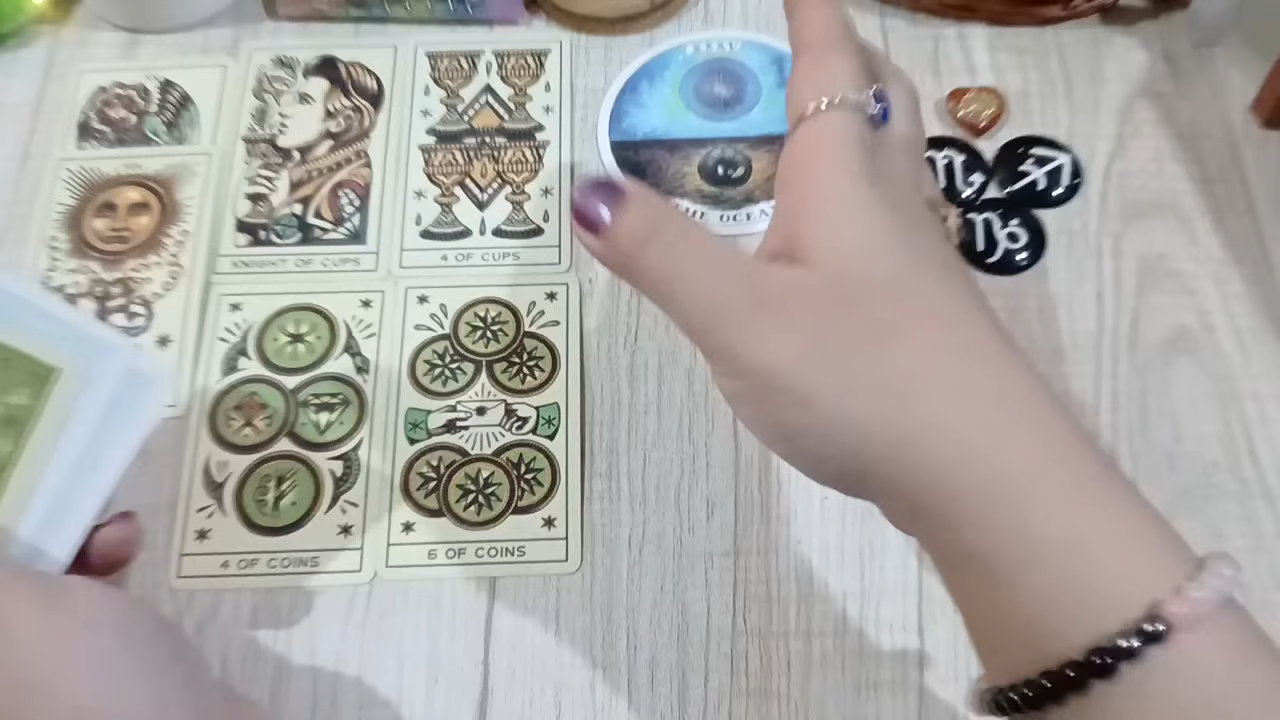 KNIGHT OF CUPS
4 OF CUPS
THE OCEA
4 OF COINS
6 OF COINS